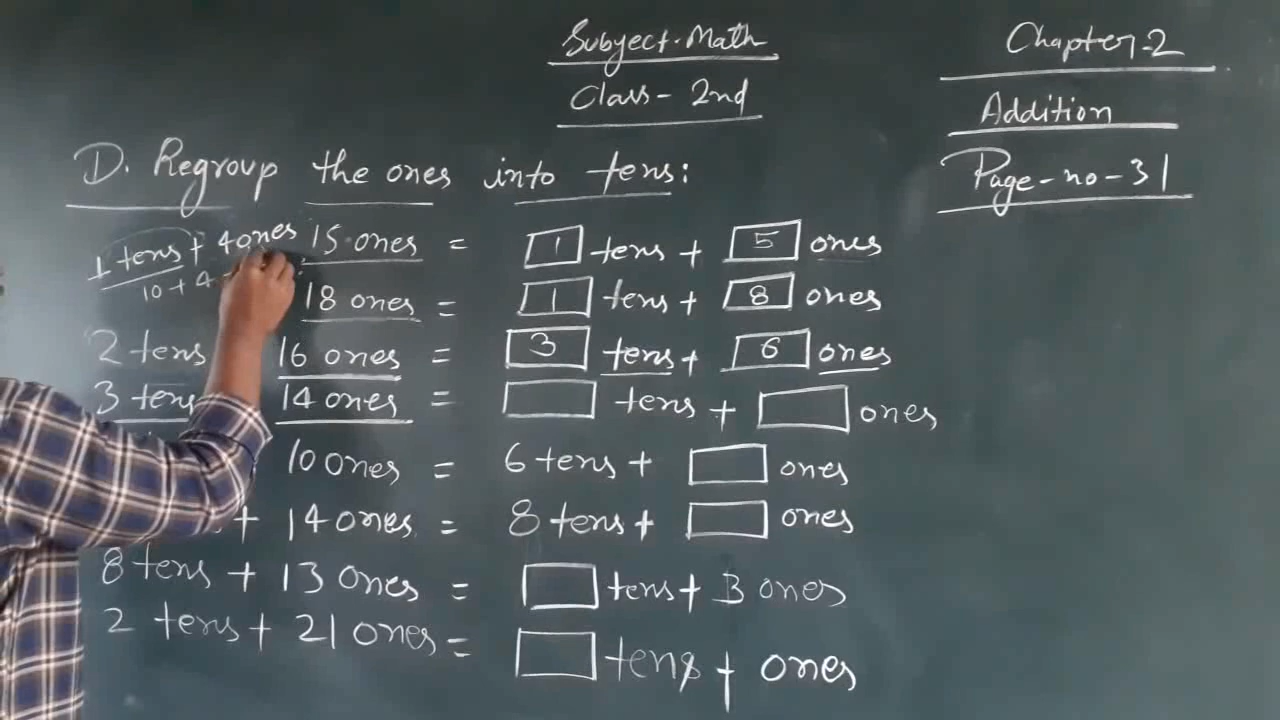 Subject-Math
Class- 2nd
Chapter-2
Addition
Page-no-31
D. Regroup the ones into tens:
1 tens + 4 ones
10 + 4
15 ones = 1 tens + 5 ones
18 ones = 1 tens + 8 ones
2 tens 16 ones = 3 tens + 6 ones
3 tens 14 ones = tens + ones
10 ones = 6 tens + ones
+ 14 ones = 8 tens + ones
8 tens + 13 ones = tens + 3 ones
2 tens + 21 ones = tens + ones